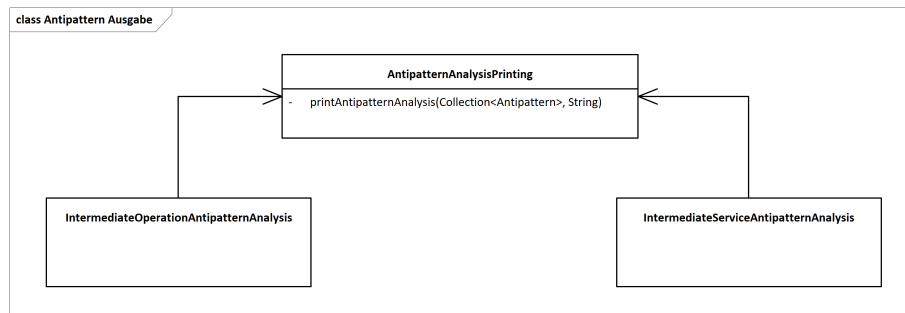 class Antipattern Ausgabe
AntipatternAnalysisPrinting
- printAntipatternAnalysis(Collection<Antipattern>, String)
IntermediateOperationAntipatternAnalysis
IntermediateServiceAntipatternAnalysis